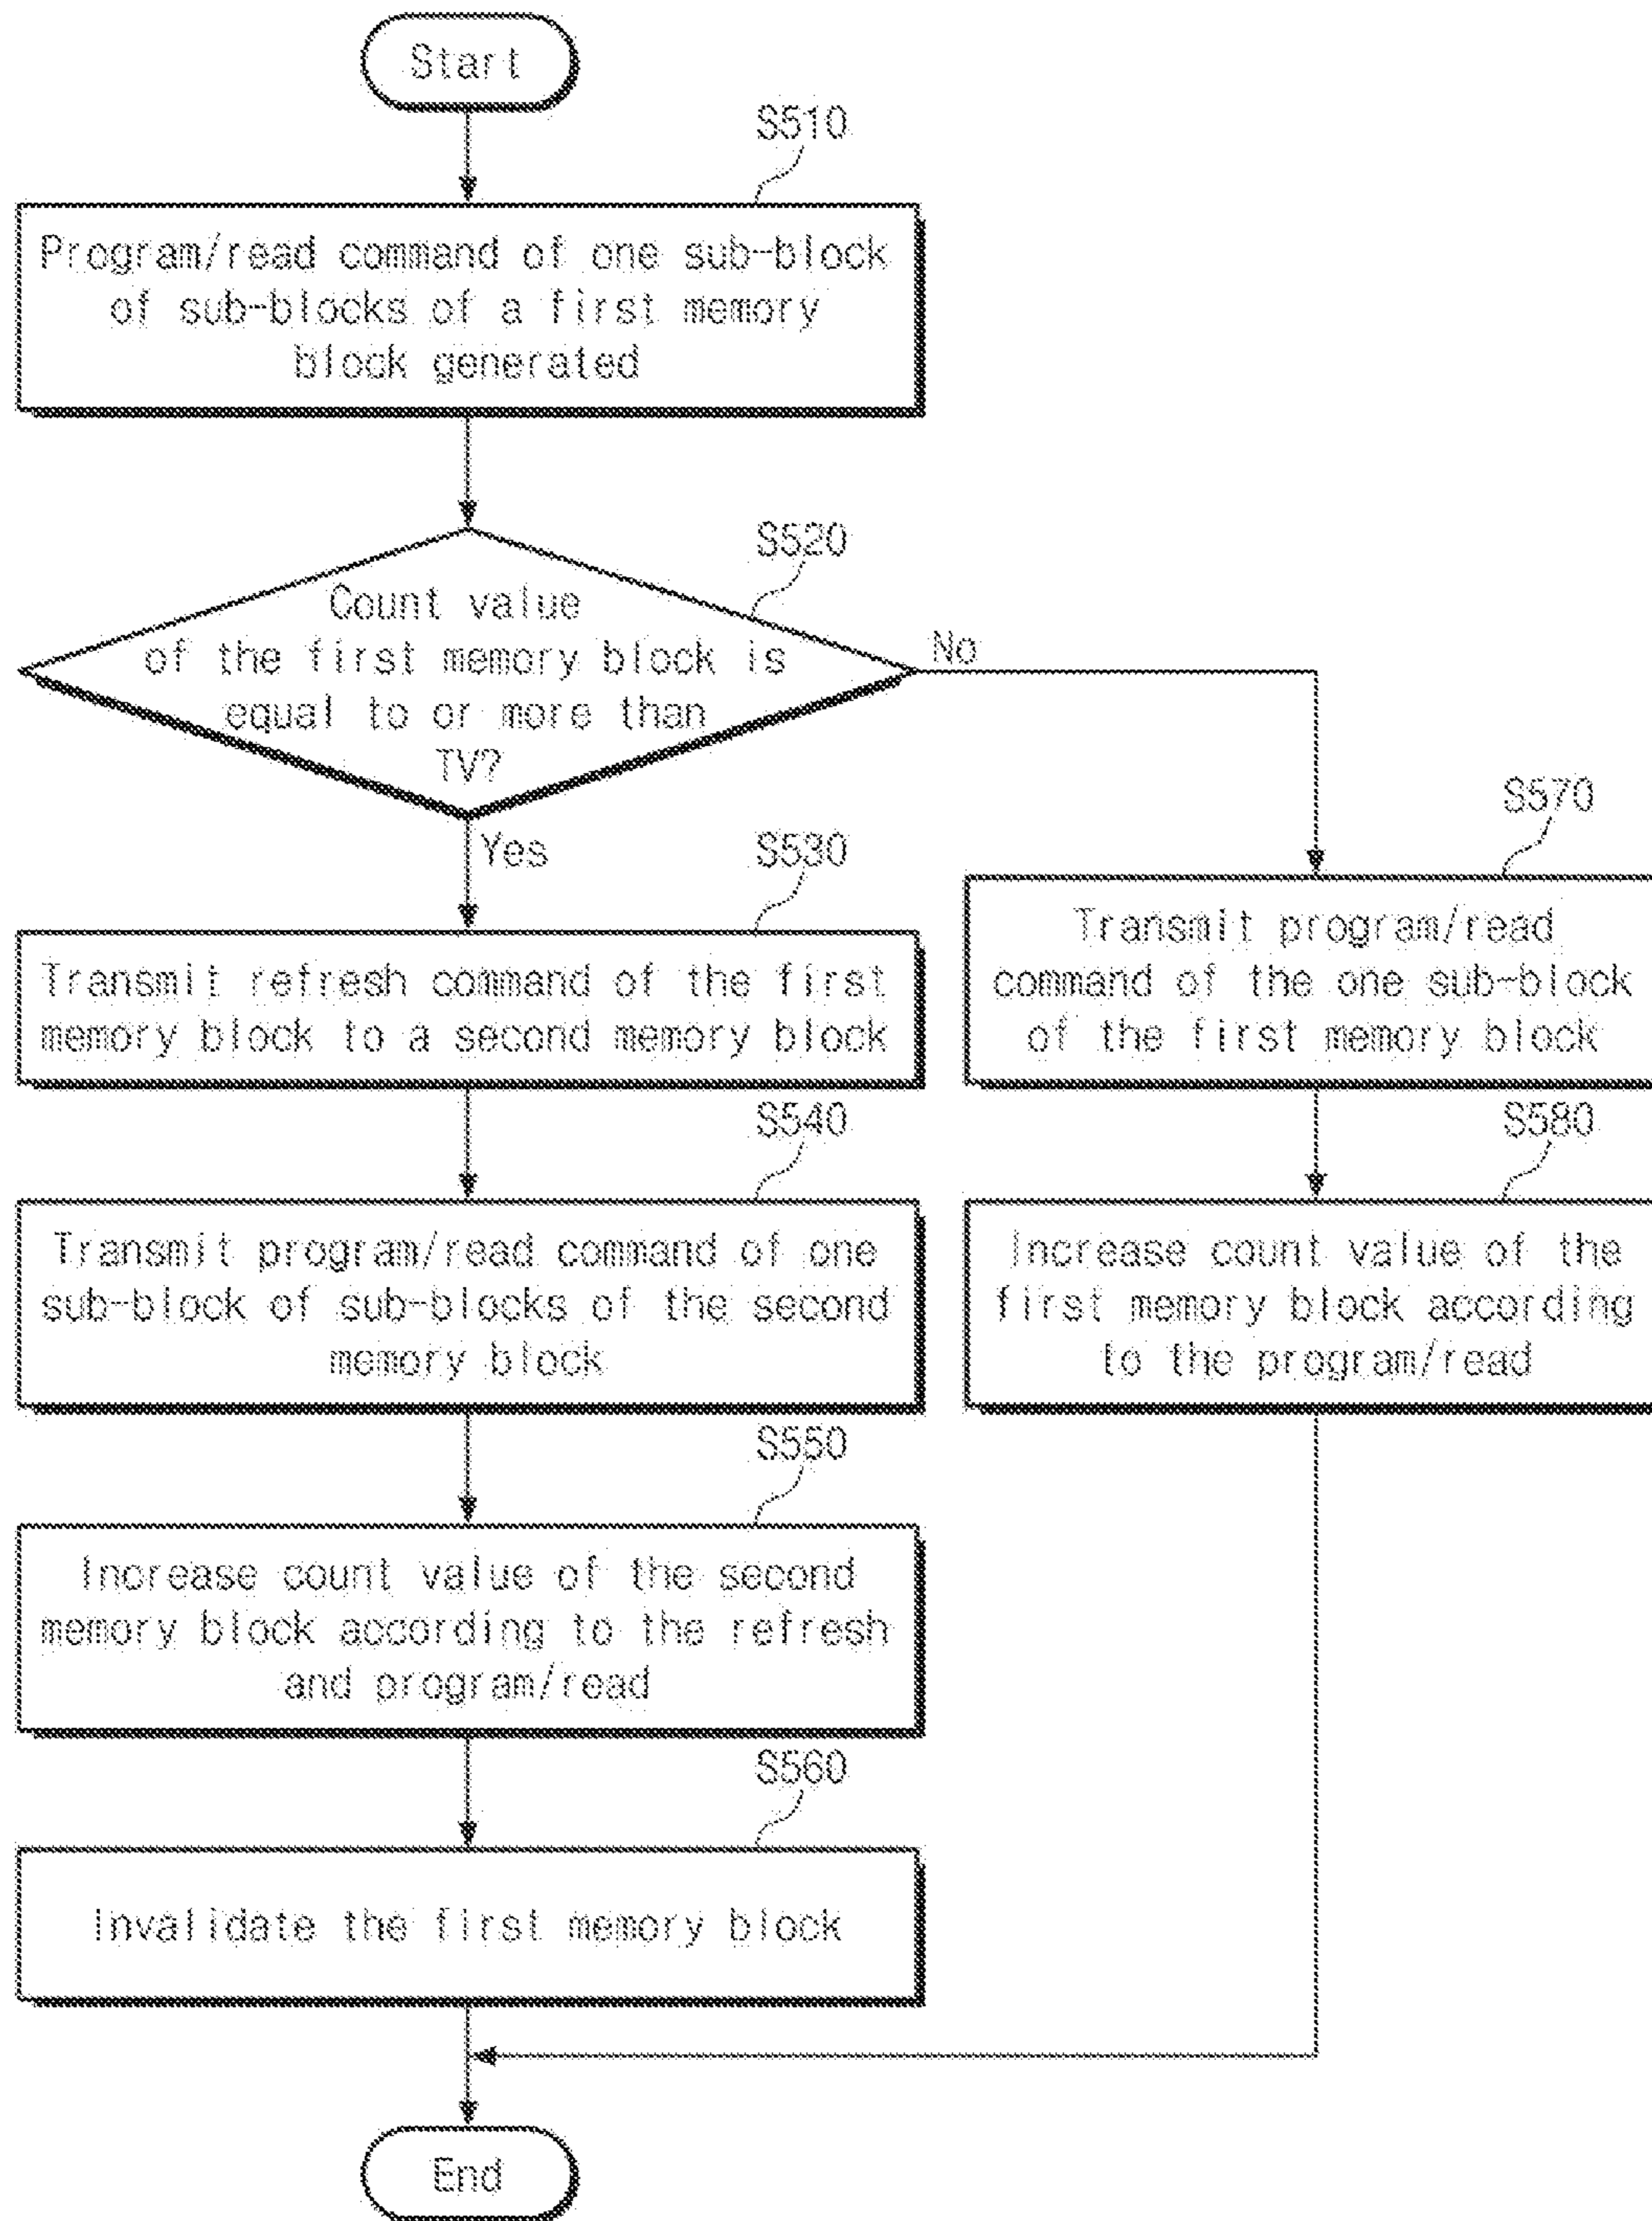 Start
S510
Program/read command of one sub-block
of sub-blocks of a first memory
block generated
S520
Count value
of the first memory block is
equal to or more than
TV?
No
Yes
S530
Transmit refresh command of the first
memory block to a second memory block
S570
Transmit program/read
command of the one sub-block
of the first memory block
S540
Transmit program/read command of one
sub-block of sub-blocks of the second
memory block
S580
Increase count value of the
first memory block according
to the program/read
S550
Increase count value of the second
memory block according to the refresh
and program/read
S560
Invalidate the first memory block
End